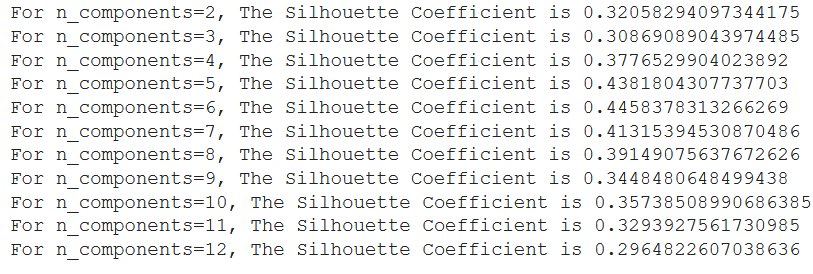 For n_components=2, The Silhouette Coefficient is 0.32058294097344175
For n_components=3, The Silhouette Coefficient is 0.30869089043974485
For n_components=4, The Silhouette Coefficient is 0.3776529904023892
For n_components=5, The Silhouette Coefficient is 0.4381804307737703
For n_components=6, The Silhouette Coefficient is 0.4458378313266269
For n_components=7, The Silhouette Coefficient is 0.41315394530870486
For n_components=8, The Silhouette Coefficient is 0.39149075637672626
For n_components=9, The Silhouette Coefficient is 0.3448480648499438
For n_components=10, The Silhouette Coefficient is 0.35738508990686385
For n_components=11, The Silhouette Coefficient is 0.3293927561730985
For n_components=12, The Silhouette Coefficient is 0.2964822607038636